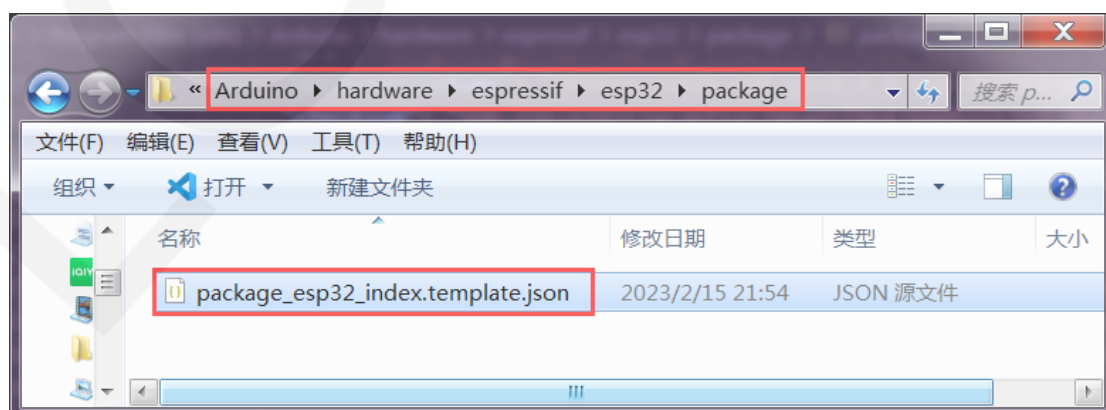 « Arduino ▸ hardware ▸ espressif ▸ esp32 ▸ package 搜索 p...
文件(F) 编辑(E) 查看(V) 工具(T) 帮助(H)
组织 打开 新建文件夹
名称 修改日期 类型 大小
package_esp32_index.template.json 2023/2/15 21:54 JSON 源文件